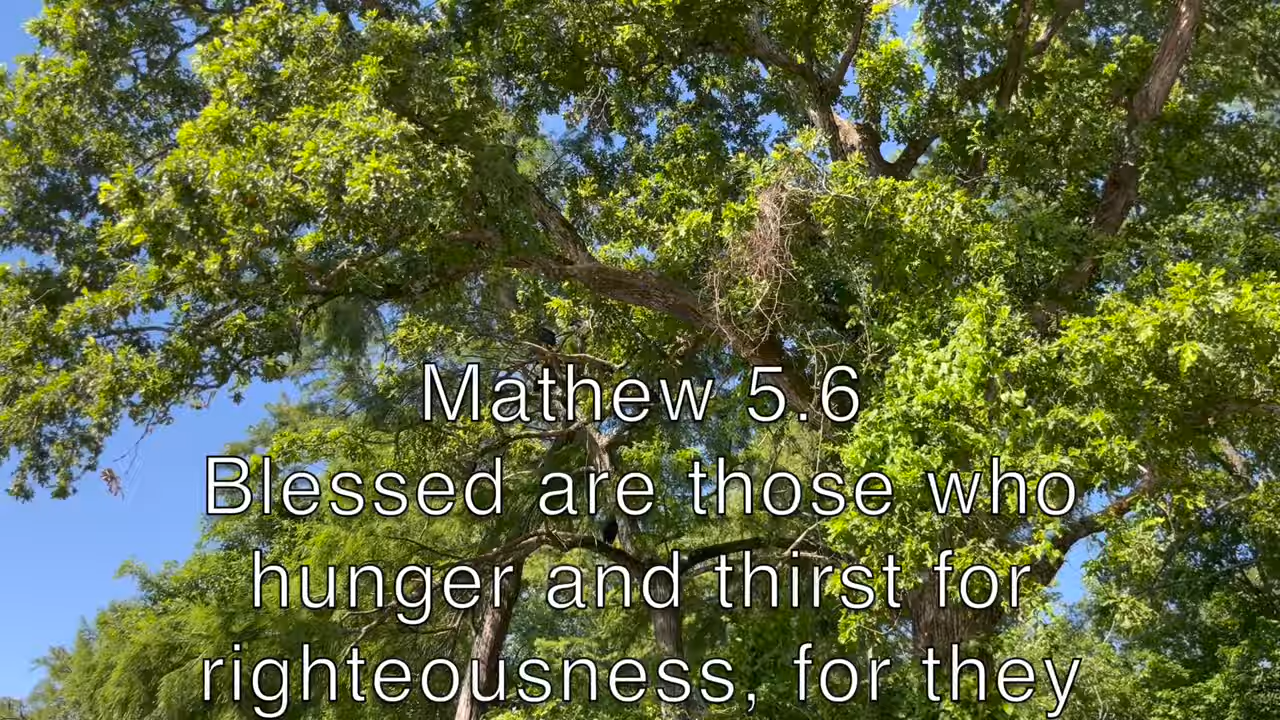 Mathew 5.6
Blessed are those who
hunger and thirst for
righteousness, for they